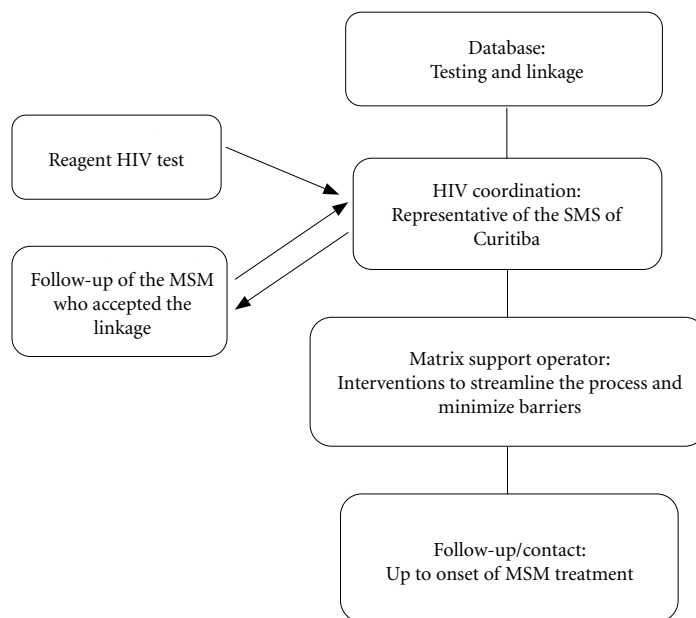 Database:
Testing and linkage
Reagent HIV test
HIV coordination:
Representative of the SMS of
Curitiba
Follow-up of the MSM
who accepted the
linkage
Matrix support operator:
Interventions to streamline the process and
minimize barriers
Follow-up/contact:
Up to onset of MSM treatment